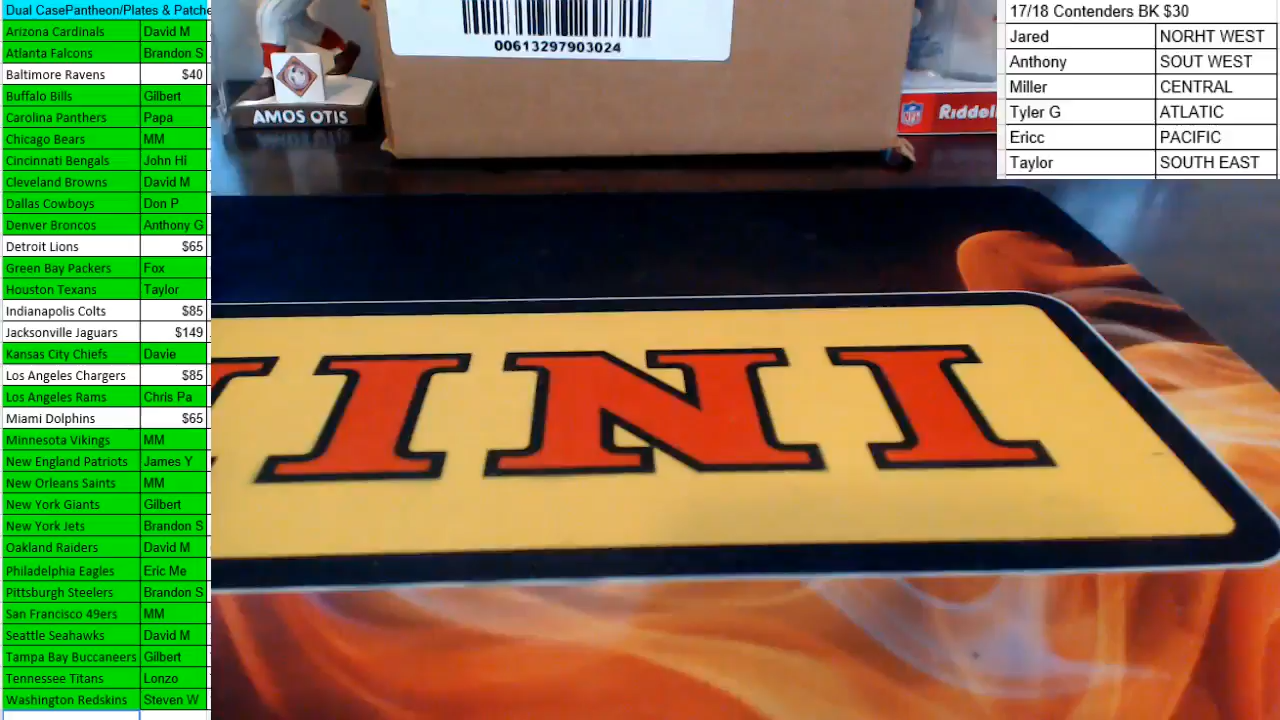 Dual CasePantheon/Plates & Patche
Arizona Cardinals David M
Atlanta Falcons Brandon S
Baltimore Ravens $40
Buffalo Bills Gilbert
Carolina Panthers Papa
Chicago Bears MM
Cincinnati Bengals John Hi
Cleveland Browns David M
Dallas Cowboys Don P
Denver Broncos Anthony G
Detroit Lions $65
Green Bay Packers Fox
Houston Texans Taylor
Indianapolis Colts $85
Jacksonville Jaguars $149
Kansas City Chiefs Davie
Los Angeles Chargers $85
Los Angeles Rams Chris Pa
Miami Dolphins $65
Minnesota Vikings MM
New England Patriots James Y
New Orleans Saints MM
New York Giants Gilbert
New York Jets Brandon S
Oakland Raiders David M
Philadelphia Eagles Eric Me
Pittsburgh Steelers Brandon S
San Francisco 49ers MM
Seattle Seahawks David M
Tampa Bay Buccaneers Gilbert
Tennessee Titans Lonzo
Washington Redskins Steven W
00613297903024
AMOS OTIS
NFL Riddell
INI
17/18 Contenders BK $30
Jared NORHT WEST
Anthony SOUT WEST
Miller CENTRAL
Tyler G ATLATIC
Ericc PACIFIC
Taylor SOUTH EAST